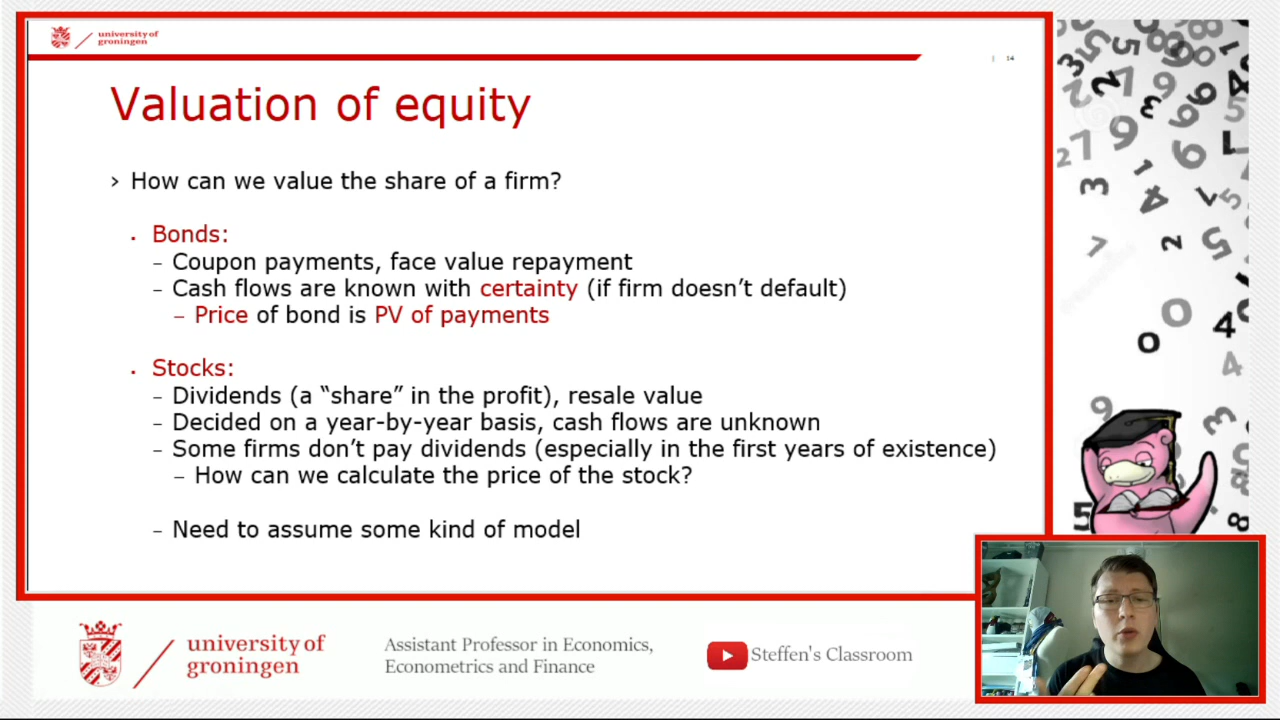 university of
groningen
| 14
Valuation of equity
› How can we value the share of a firm?
▪ Bonds:
– Coupon payments, face value repayment
– Cash flows are known with certainty (if firm doesn’t default)
– Price of bond is PV of payments
▪ Stocks:
– Dividends (a “share” in the profit), resale value
– Decided on a year-by-year basis, cash flows are unknown
– Some firms don’t pay dividends (especially in the first years of existence)
– How can we calculate the price of the stock?
– Need to assume some kind of model
university of
groningen
Assistant Professor in Economics,
Econometrics and Finance
Steffen's Classroom